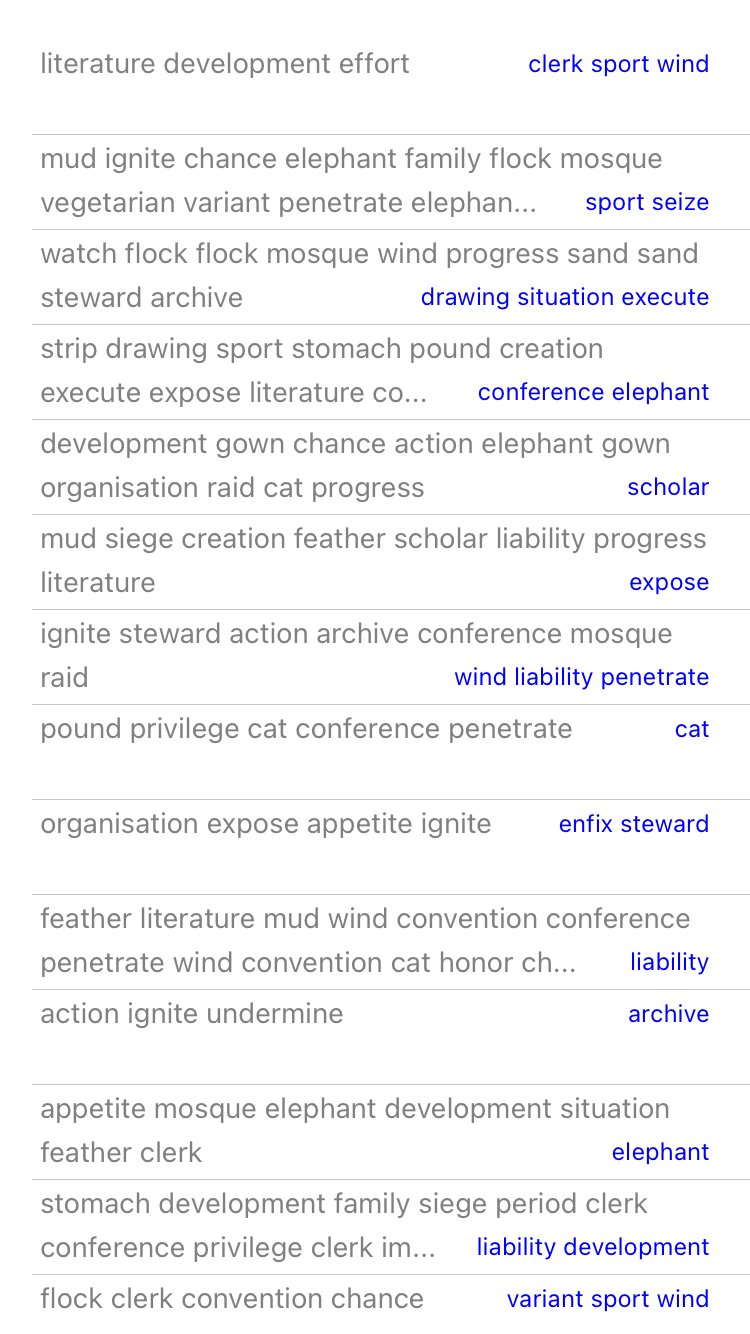 literature development effort clerk sport wind
mud ignite chance elephant family flock mosque
vegetarian variant penetrate elephan... sport seize
watch flock flock mosque wind progress sand sand
steward archive drawing situation execute
strip drawing sport stomach pound creation
execute expose literature co... conference elephant
development gown chance action elephant gown
organisation raid cat progress scholar
mud siege creation feather scholar liability progress
literature expose
ignite steward action archive conference mosque
raid wind liability penetrate
pound privilege cat conference penetrate cat
organisation expose appetite ignite enfix steward
feather literature mud wind convention conference
penetrate wind convention cat honor ch... liability
action ignite undermine archive
appetite mosque elephant development situation
feather clerk elephant
stomach development family siege period clerk
conference privilege clerk im... liability development
flock clerk convention chance variant sport wind